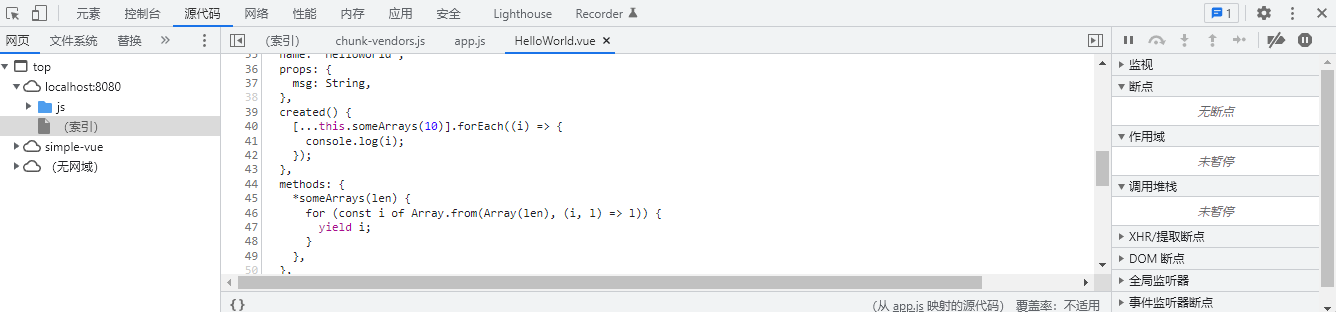 元素 控制台 源代码 网络 性能 内存 应用 安全 Lighthouse Recorder 1
网页 文件系统 替换 (索引) chunk-vendors.js app.js HelloWorld.vue
top
localhost:8080
js
(索引)
simple-vue
(无网域)
35 name: "HelloWorld",
36 props: {
37 msg: String,
38 },
39 created() {
40 [...this.someArrays(10)].forEach((i) => {
41 console.log(i);
42 });
43 },
44 methods: {
45 *someArrays(len) {
46 for (const i of Array.from(Array(len), (i, l) => l)) {
47 yield i;
48 }
49 },
50 },
{} (从 app.js 映射的源代码) 覆盖率：不适用
监视
断点
无断点
作用域
未暂停
调用堆栈
未暂停
XHR/提取断点
DOM 断点
全局监听器
事件监听器断点